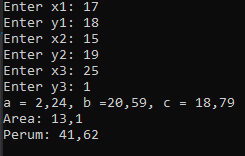 Enter x1: 17
Enter y1: 18
Enter x2: 15
Enter y2: 19
Enter x3: 25
Enter y3: 1
a = 2,24, b =20,59, c = 18,79
Area: 13,1
Perum: 41,62